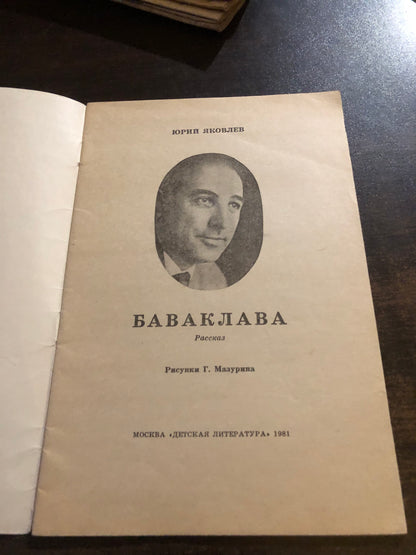 ЮРИЙ ЯКОВЛЕВ
БАВАКЛАВА
Рассказ
Рисунки Г. Мазурина
МОСКВА «ДЕТСКАЯ ЛИТЕРАТУРА» 1981